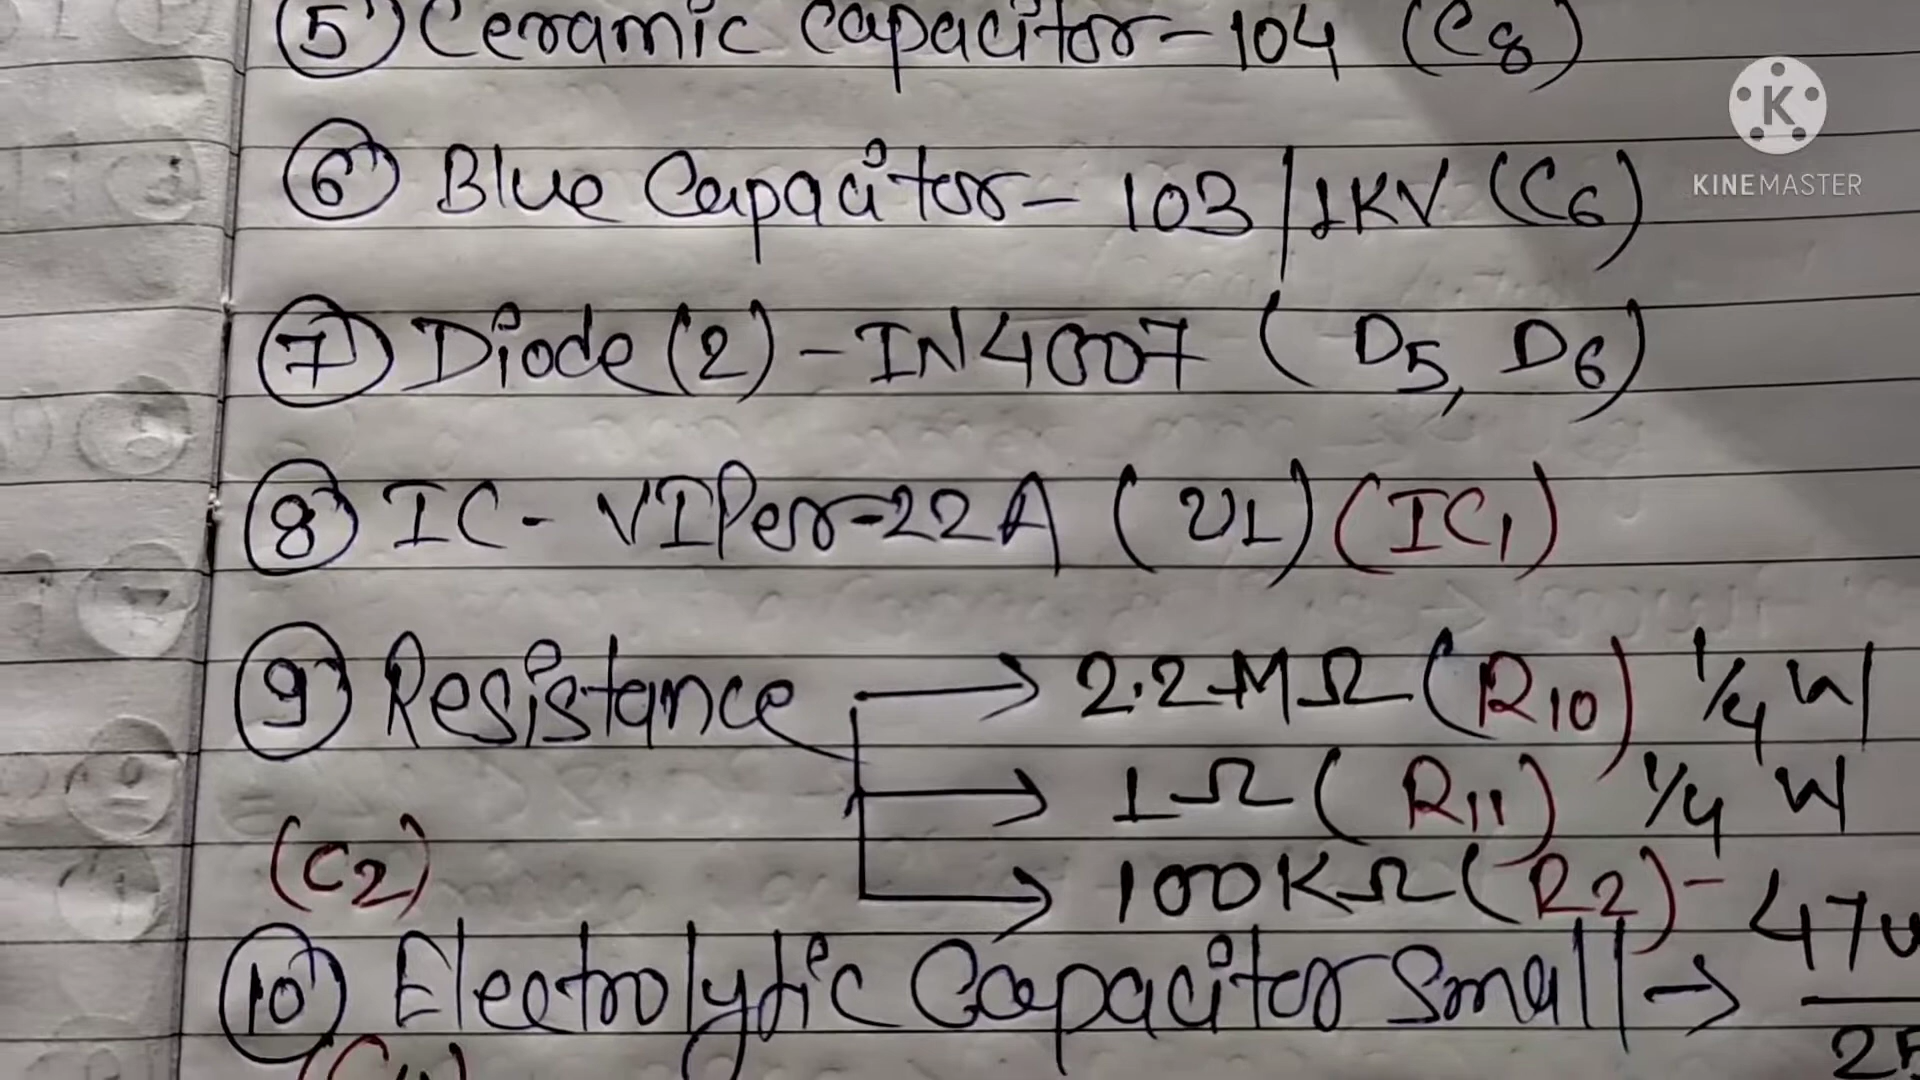 5 Ceramic Capacitor - 104 (C8)
K
KINEMASTER
6 Blue Capacitor - 103 / 1KV (C6)
7 Diode (2) - IN4007 (D5, D6)
8 IC - VIPer-22A (U1) (IC1)
9 Resistance → 2.2 MΩ (R10) 1/4 W
→ 1Ω (R11) 1/4 W
(C2) → 100KΩ (R2) -
10 Electrolytic Capacitor Small → 47u